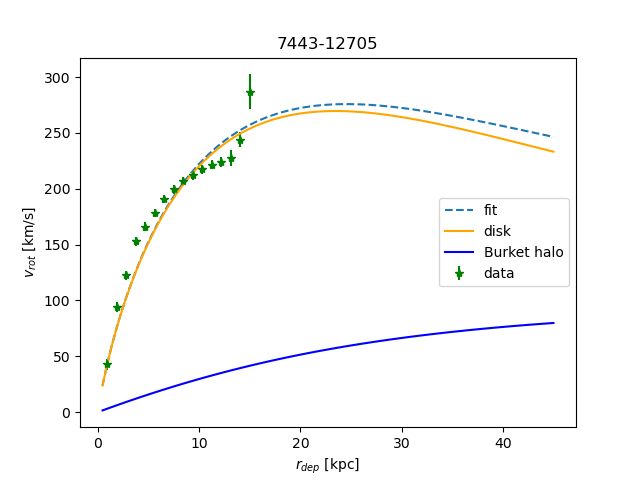 7443-12705
300
250
200
150
100
50
0
v_rot [km/s]
fit
disk
Burket halo
data
0 10 20 30 40
r_dep [kpc]